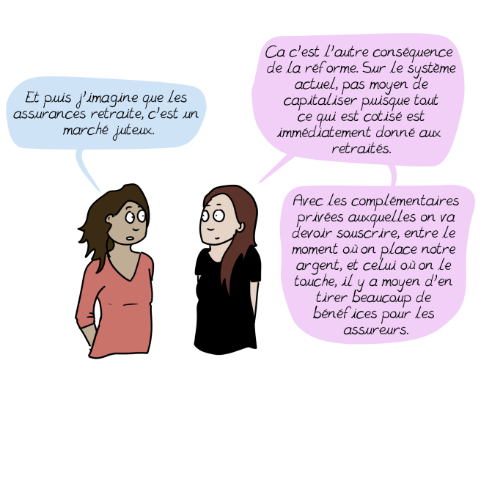 Et puis j'imagine que les
assurances retraite, c'est un
marché juteux.
Ca c'est l'autre conséquence
de la réforme. Sur le système
actuel, pas moyen de
capitaliser puisque tout
ce qui est cotisé est
immédiatement donné aux
retraités.
Avec les complémentaires
privées auxquelles on va
devoir souscrire, entre le
moment où on place notre
argent, et celui où on le
touche, il y a moyen d'en
tirer beaucoup de
bénéfices pour les
assureurs.